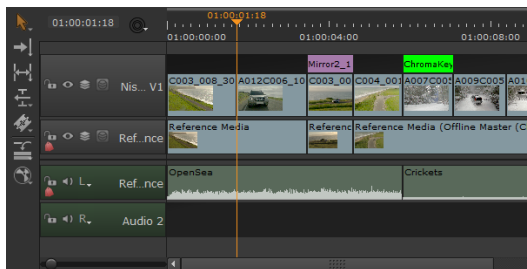 01:00:01:18
01:00:01:18
01:00:00:00
01:00:04:00
01:00:08:00
Mirror2_1
ChromaKey
Nis... V1
C003_008_30
A012C006_10
C003_00
C004_001
A007C005
A009C005
A01
Ref...nce
Reference Media
Referenc
Reference Media (Offline Master (C
L
Ref...nce
OpenSea
Crickets
R
Audio 2